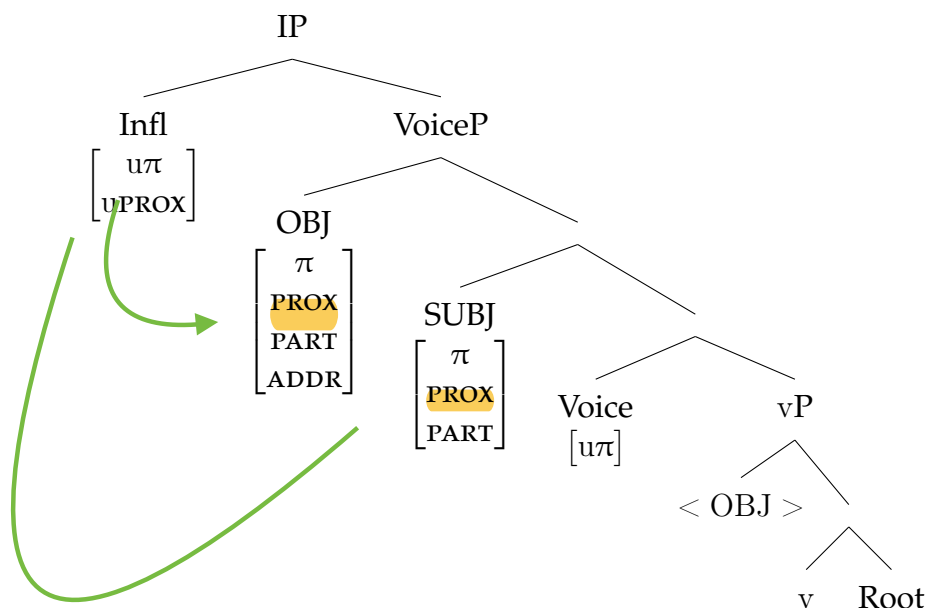 IP
Infl VoiceP
uπ
uPROX
OBJ
π
PROX
PART
ADDR
SUBJ
π
PROX
PART
Voice vP
[uπ]
< OBJ >
v Root